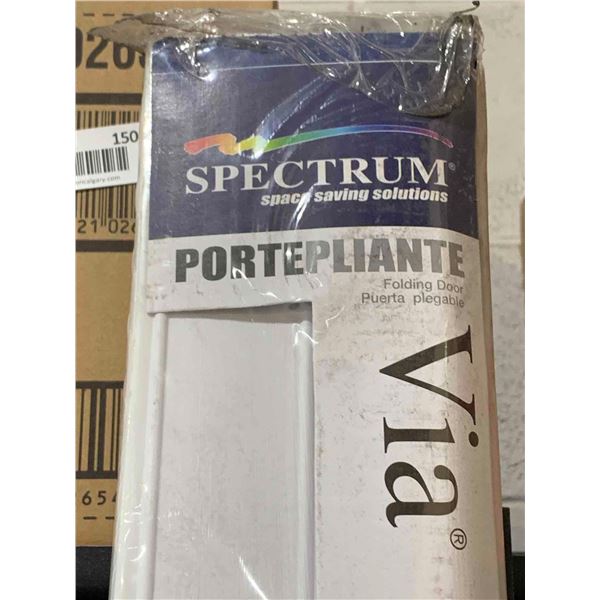 150
SPECTRUM®
space saving solutions
PORTEPLIANTE
Folding Door
Puerta plegable
Via®